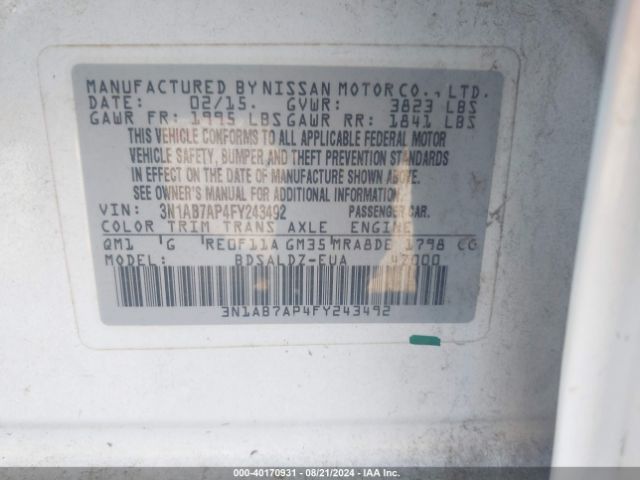 MANUFACTURED BY NISSAN MOTOR CO., LTD.
DATE: 02/15. GVWR: 3823 LBS
GAWR FR: 1995 LBS GAWR RR: 1841 LBS
THIS VEHICLE CONFORMS TO ALL APPLICABLE FEDERAL MOTOR
VEHICLE SAFETY, BUMPER AND THEFT PREVENTION STANDARDS
IN EFFECT ON THE DATE OF MANUFACTURE SHOWN ABOVE.
SEE OWNER'S MANUAL FOR ADDITIONAL INFORMATION.
VIN: 3N1AB7AP4FY243492 PASSENGER CAR.
COLOR TRIM TRANS AXLE ENGINE
QM1 G RE0F11A GM35 MRA8DE 1798 CC
MODEL: BDSALDZ-EUA 47000
3N1AB7AP4FY243492
000-40170931 - 08/21/2024 - IAA Inc.